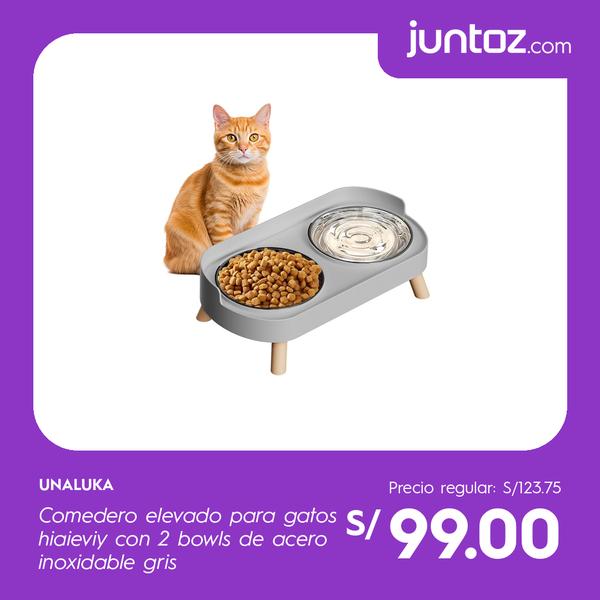 juntoz.com
UNALUKA
Comedero elevado para gatos
hiaieviy con 2 bowls de acero
inoxidable gris
Precio regular: S/123.75
S/99.00